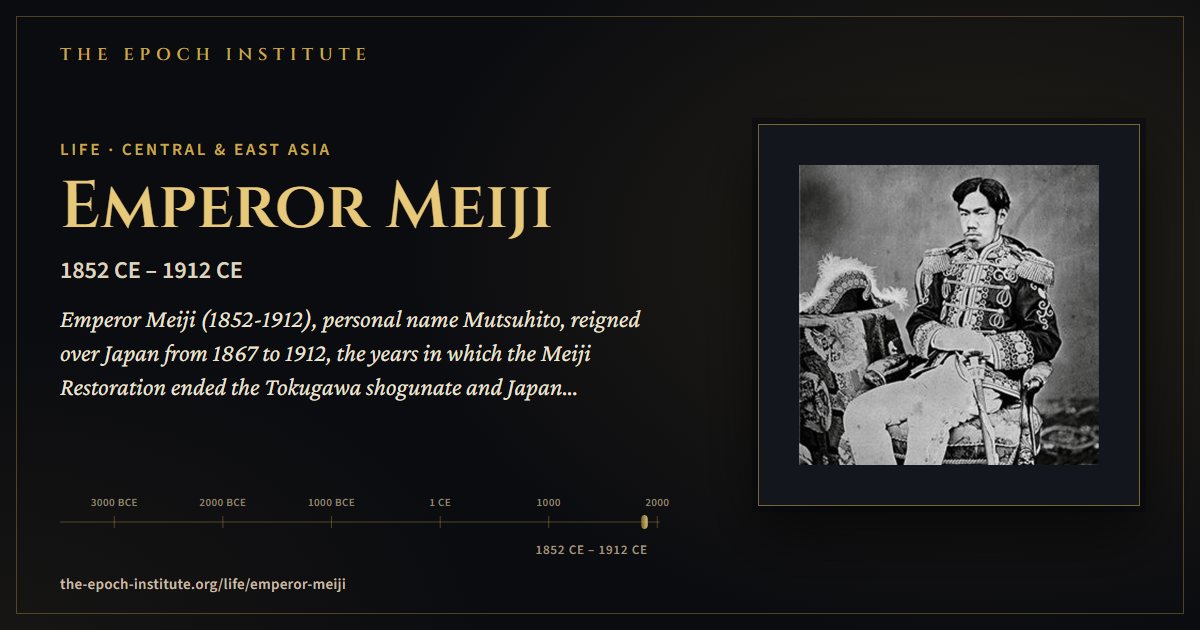 THE EPOCH INSTITUTE
LIFE · CENTRAL & EAST ASIA
EMPEROR MEIJI
1852 CE – 1912 CE
Emperor Meiji (1852-1912), personal name Mutsuhito, reigned
over Japan from 1867 to 1912, the years in which the Meiji
Restoration ended the Tokugawa shogunate and Japan...
3000 BCE 2000 BCE 1000 BCE 1 CE 1000 2000
1852 CE – 1912 CE
the-epoch-institute.org/life/emperor-meiji